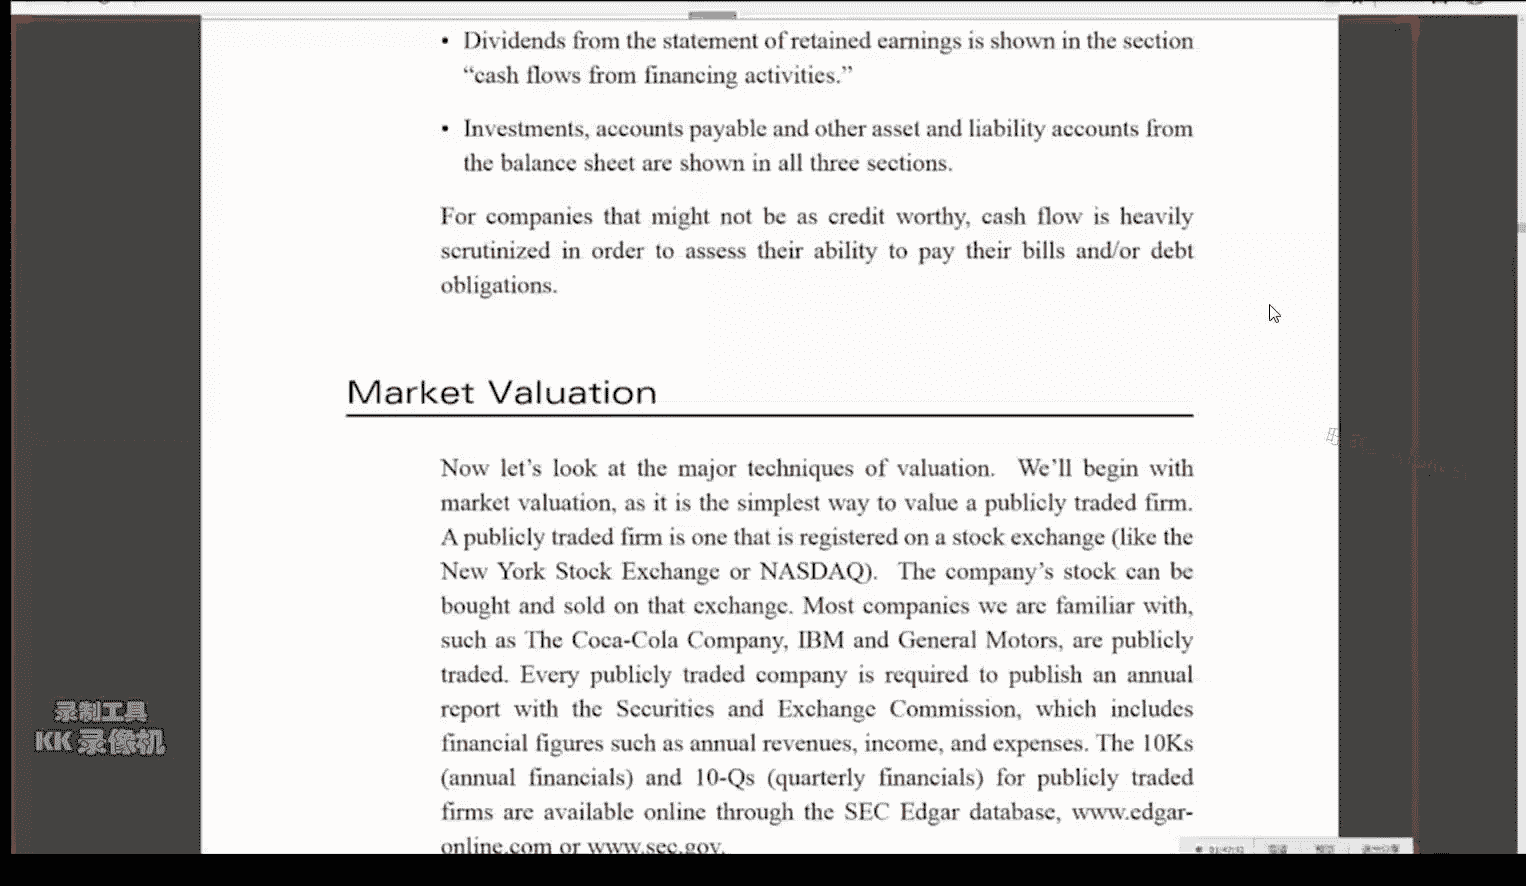 • Dividends from the statement of retained earnings is shown in the section
“cash flows from financing activities.”
• Investments, accounts payable and other asset and liability accounts from
the balance sheet are shown in all three sections.
For companies that might not be as credit worthy, cash flow is heavily
scrutinized in order to assess their ability to pay their bills and/or debt
obligations.
Market Valuation
Now let’s look at the major techniques of valuation. We’ll begin with
market valuation, as it is the simplest way to value a publicly traded firm.
A publicly traded firm is one that is registered on a stock exchange (like the
New York Stock Exchange or NASDAQ). The company’s stock can be
bought and sold on that exchange. Most companies we are familiar with,
such as The Coca-Cola Company, IBM and General Motors, are publicly
traded. Every publicly traded company is required to publish an annual
report with the Securities and Exchange Commission, which includes
financial figures such as annual revenues, income, and expenses. The 10Ks
(annual financials) and 10-Qs (quarterly financials) for publicly traded
firms are available online through the SEC Edgar database, www.edgar-
online.com or www.sec.gov.
录制工具
KK 录像机